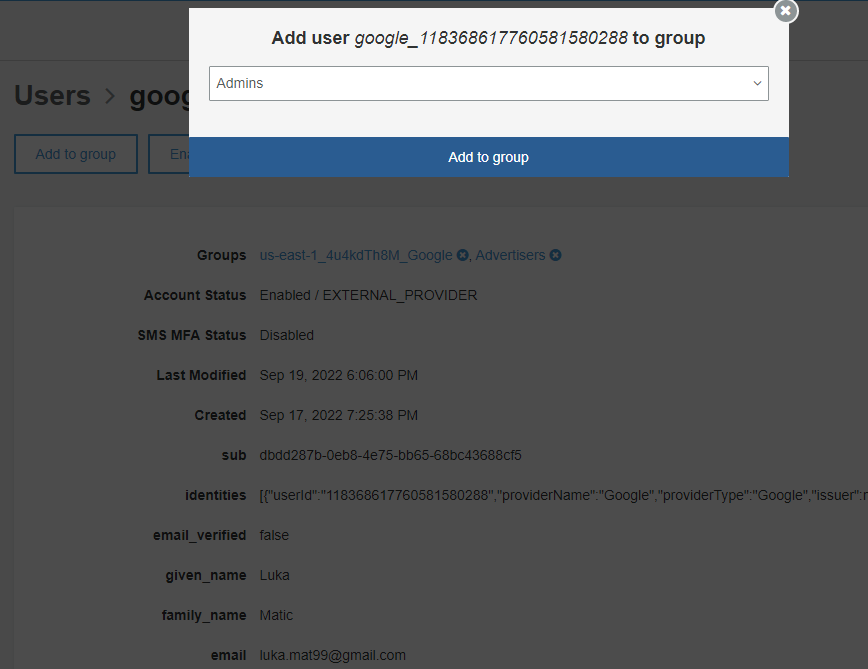 Add user google_118368617760581580288 to group
Admins
Add to group
Users > goog
Add to group
Ena
Groups us-east-1_4u4kdTh8M_Google, Advertisers
Account Status Enabled / EXTERNAL_PROVIDER
SMS MFA Status Disabled
Last Modified Sep 19, 2022 6:06:00 PM
Created Sep 17, 2022 7:25:38 PM
sub dbdd287b-0eb8-4e75-bb65-68bc43688cf5
identities [{"userId":"118368617760581580288","providerName":"Google","providerType":"Google","issuer":
email_verified false
given_name Luka
family_name Matic
email luka.mat99@gmail.com